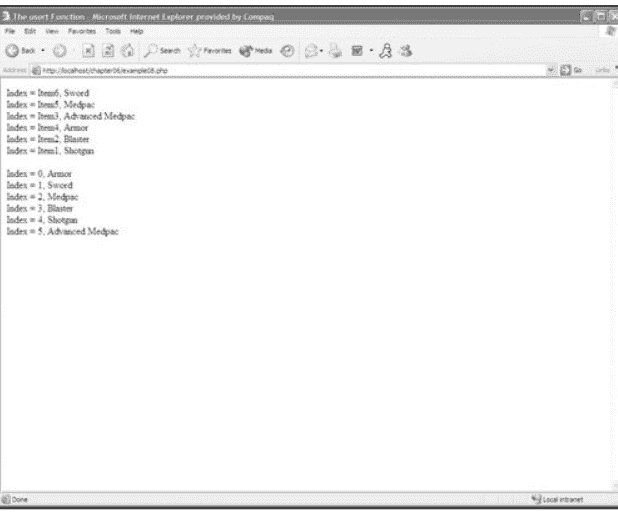 The usort Function - Microsoft Internet Explorer provided by Compaq
File Edit View Favorites Tools Help
Back Search Favorites Media
Address http://localhost/chapter06/example08.php Go Links
Index = Item6, Sword
Index = Item5, Medpac
Index = Item3, Advanced Medpac
Index = Item4, Armor
Index = Item2, Blaster
Index = Item1, Shotgun
Index = 0, Armor
Index = 1, Sword
Index = 2, Medpac
Index = 3, Blaster
Index = 4, Shotgun
Index = 5, Advanced Medpac
Done Local intranet